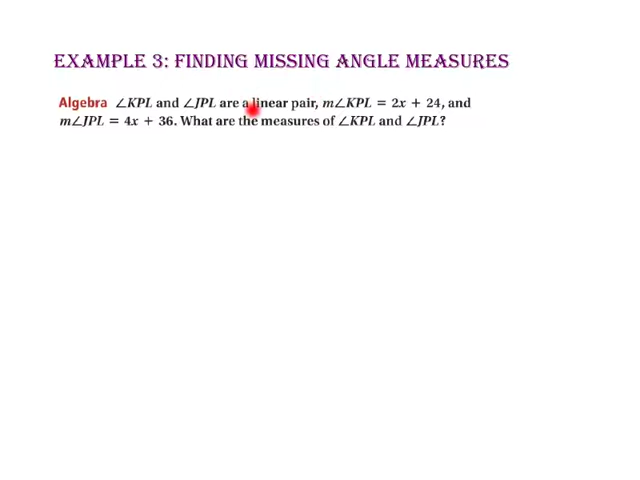 EXAMPLE 3: FINDING MISSING ANGLE MEASURES
Algebra ∠KPL and ∠JPL are a linear pair, m∠KPL = 2x + 24, and
m∠JPL = 4x + 36. What are the measures of ∠KPL and ∠JPL?